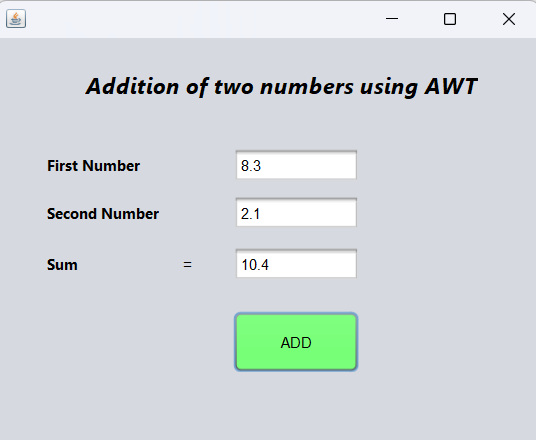 Addition of two numbers using AWT
First Number 8.3
Second Number 2.1
Sum = 10.4
ADD